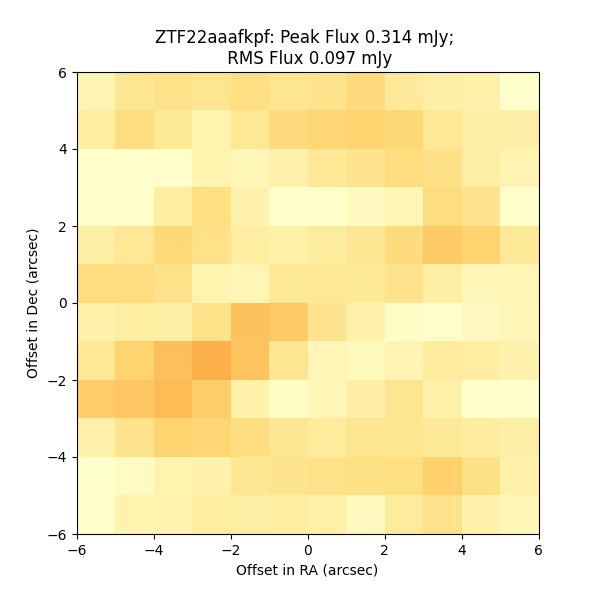 ZTF22aaafkpf: Peak Flux 0.314 mJy;
RMS Flux 0.097 mJy
6
4
2
0
−2
−4
−6
Offset in Dec (arcsec)
−6 −4 −2 0 2 4 6
Offset in RA (arcsec)